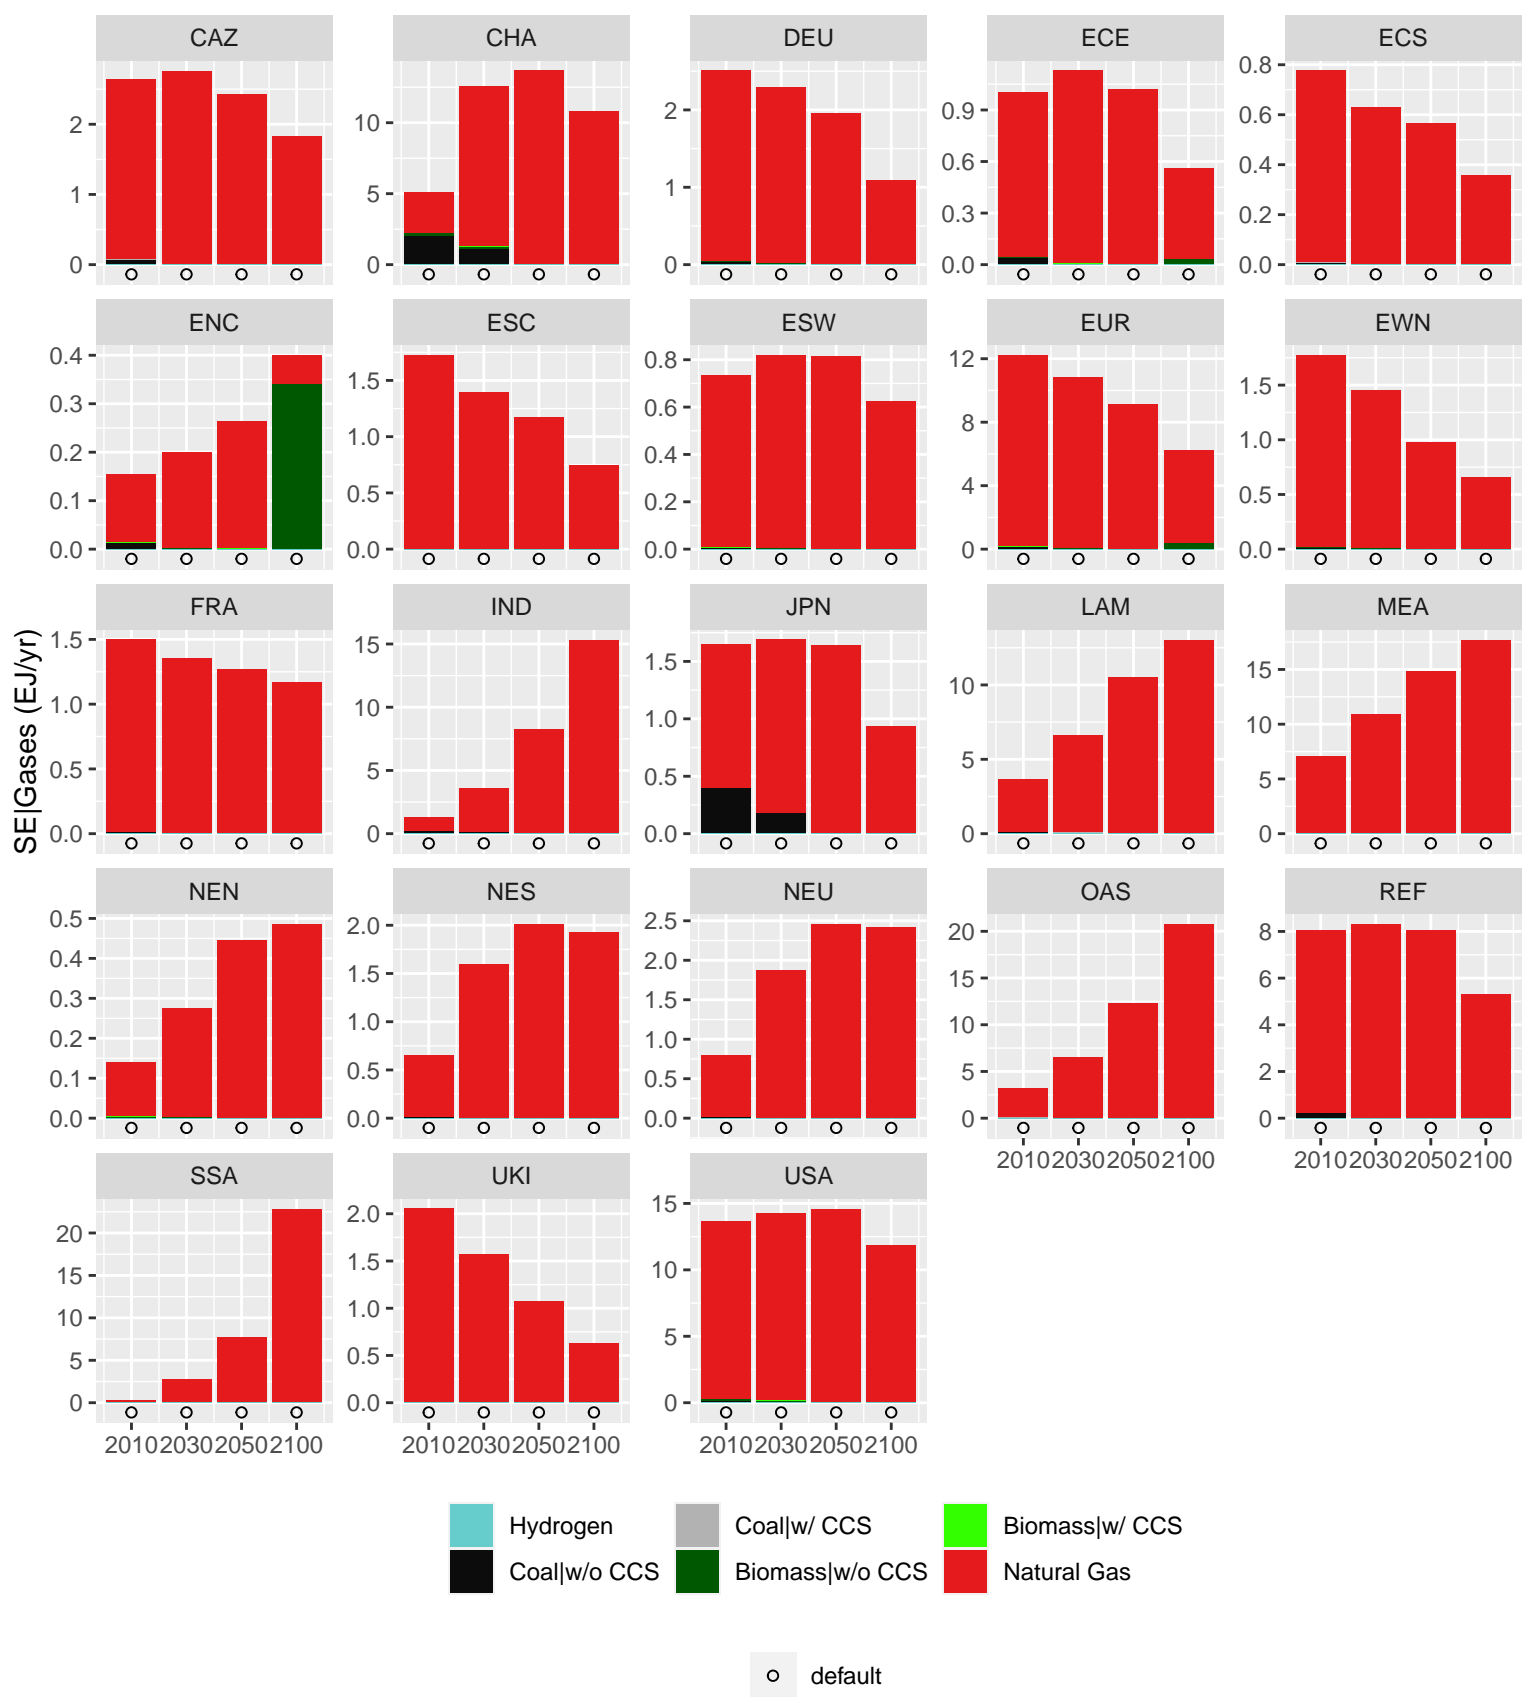 CAZ CHA DEU ECE ECS
2 1 0
10 5 0
2 1 0
0.9 0.6 0.3 0.0
0.8 0.6 0.4 0.2 0.0
ENC ESC ESW EUR EWN
0.4 0.3 0.2 0.1 0.0
1.5 1.0 0.5 0.0
0.8 0.6 0.4 0.2 0.0
12 8 4 0
1.5 1.0 0.5 0.0
SE|Gases (EJ/yr)
FRA IND JPN LAM MEA
1.5 1.0 0.5 0.0
15 10 5 0
1.5 1.0 0.5 0.0
10 5 0
15 10 5 0
NEN NES NEU OAS REF
0.5 0.4 0.3 0.2 0.1 0.0
2.0 1.5 1.0 0.5 0.0
2.5 2.0 1.5 1.0 0.5 0.0
20 15 10 5 0
8 6 4 2 0
2010 2030 2050 2100
2010 2030 2050 2100
SSA UKI USA
20 15 10 5 0
2.0 1.5 1.0 0.5 0.0
15 10 5 0
2010 2030 2050 2100
2010 2030 2050 2100
2010 2030 2050 2100
Hydrogen Coal|w/ CCS Biomass|w/ CCS
Coal|w/o CCS Biomass|w/o CCS Natural Gas
default